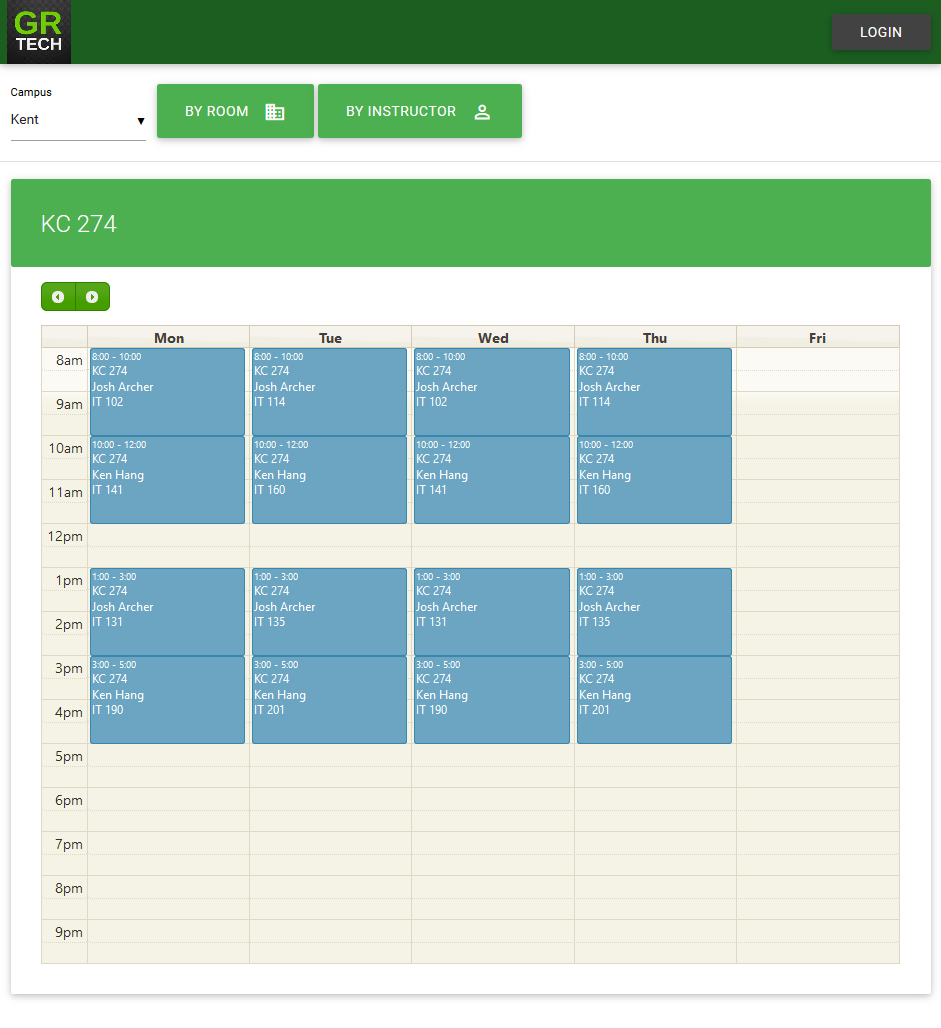 GR
TECH
LOGIN
Campus
Kent
BY ROOM
BY INSTRUCTOR
KC 274
Mon Tue Wed Thu Fri
8am
9am
10am
11am
12pm
1pm
2pm
3pm
4pm
5pm
6pm
7pm
8pm
9pm
8:00 - 10:00
KC 274
Josh Archer
IT 102
10:00 - 12:00
KC 274
Ken Hang
IT 141
1:00 - 3:00
KC 274
Josh Archer
IT 131
3:00 - 5:00
KC 274
Ken Hang
IT 190
8:00 - 10:00
KC 274
Josh Archer
IT 114
10:00 - 12:00
KC 274
Ken Hang
IT 160
1:00 - 3:00
KC 274
Josh Archer
IT 135
3:00 - 5:00
KC 274
Ken Hang
IT 201
8:00 - 10:00
KC 274
Josh Archer
IT 102
10:00 - 12:00
KC 274
Ken Hang
IT 141
1:00 - 3:00
KC 274
Josh Archer
IT 131
3:00 - 5:00
KC 274
Ken Hang
IT 190
8:00 - 10:00
KC 274
Josh Archer
IT 114
10:00 - 12:00
KC 274
Ken Hang
IT 160
1:00 - 3:00
KC 274
Josh Archer
IT 135
3:00 - 5:00
KC 274
Ken Hang
IT 201